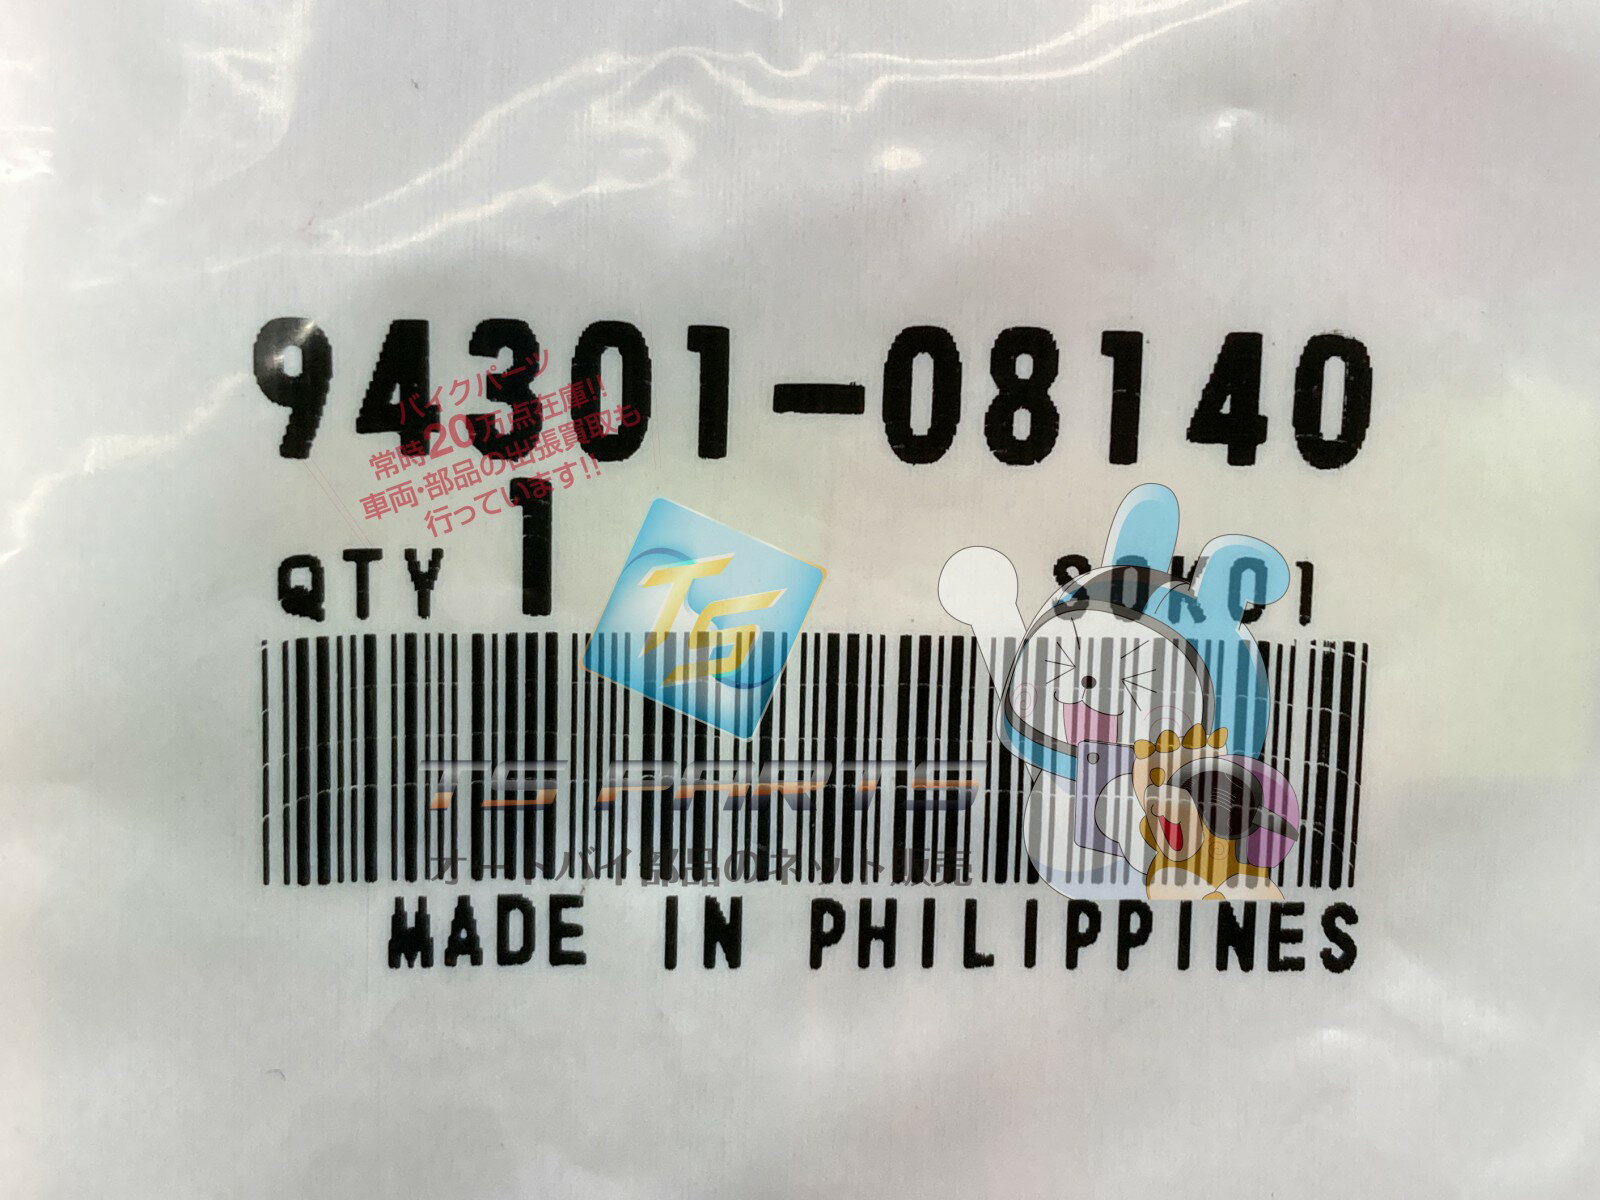 94301-08140
バイクパーツ
常時20万点在庫!!
車両・部品の出張買取も
行っています!!
QTY 1
TS
TS PARTS
オートバイ部品のネット販売
MADE IN PHILIPPINES